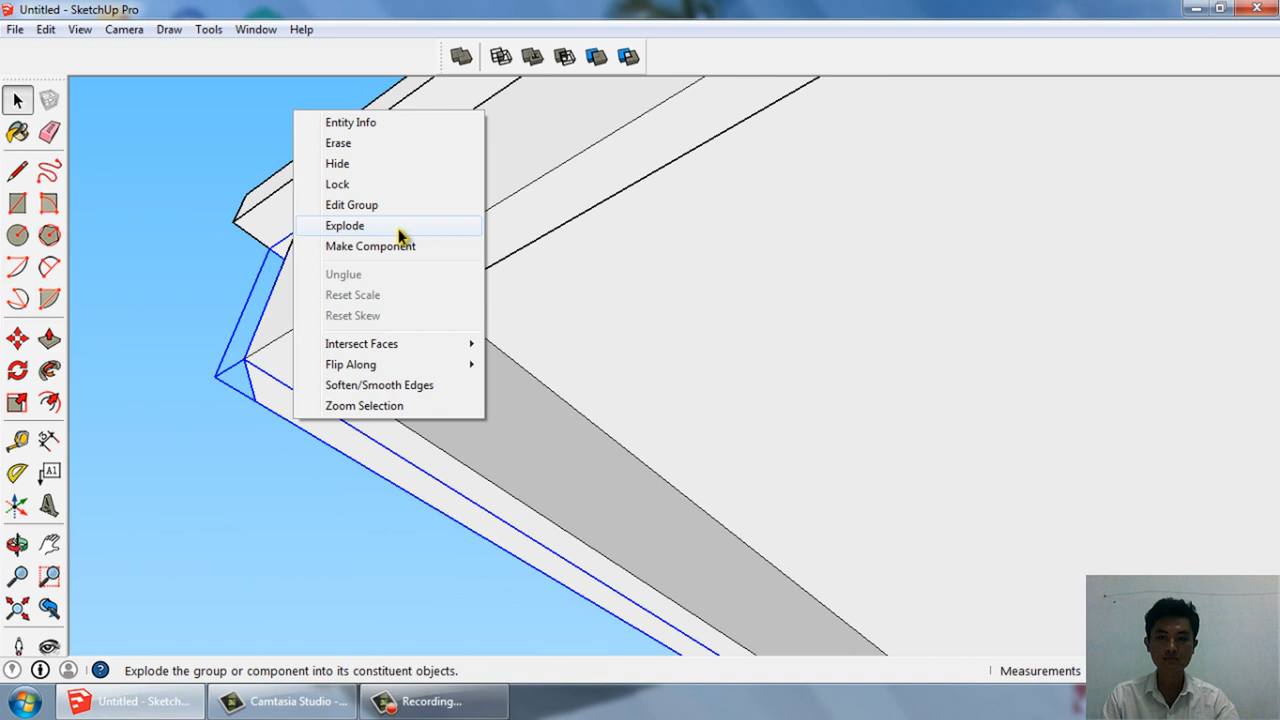 Untitled - SketchUp Pro
File Edit View Camera Draw Tools Window Help
Entity Info
Erase
Hide
Lock
Edit Group
Explode
Make Component
Unglue
Reset Scale
Reset Skew
Intersect Faces
Flip Along
Soften/Smooth Edges
Zoom Selection
A1
Explode the group or component into its constituent objects.
Measurements
Untitled - Sketch...
Camtasia Studio -...
Recording...